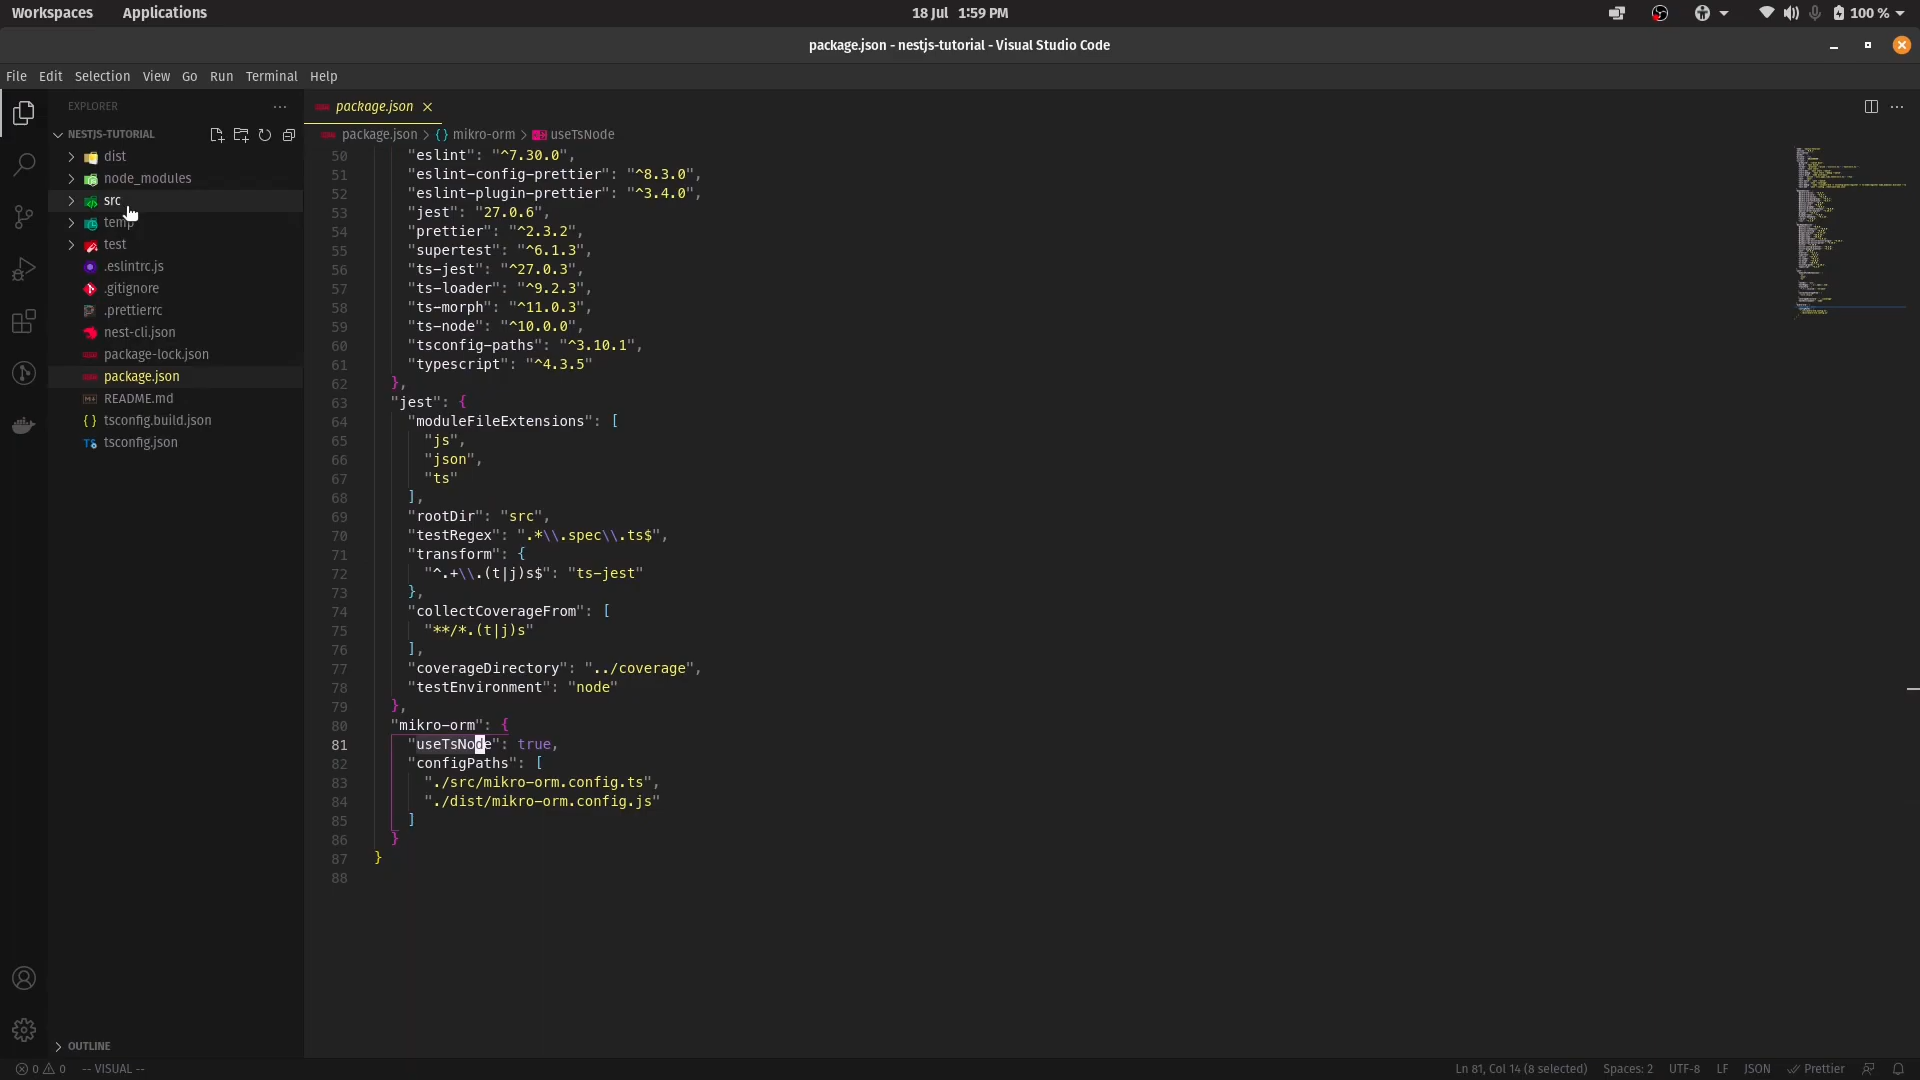 Workspaces Applications 18 Jul 1:59 PM 100 %
package.json - nestjs-tutorial - Visual Studio Code
File Edit Selection View Go Run Terminal Help
EXPLORER
NESTJS-TUTORIAL
dist
node_modules
src
temp
test
.eslintrc.js
.gitignore
.prettierrc
nest-cli.json
package-lock.json
package.json
README.md
tsconfig.build.json
tsconfig.json
OUTLINE
package.json
package.json > {} mikro-orm > useTsNode
50 "eslint": "^7.30.0",
51 "eslint-config-prettier": "^8.3.0",
52 "eslint-plugin-prettier": "^3.4.0",
53 "jest": "27.0.6",
54 "prettier": "^2.3.2",
55 "supertest": "^6.1.3",
56 "ts-jest": "^27.0.3",
57 "ts-loader": "^9.2.3",
58 "ts-morph": "^11.0.3",
59 "ts-node": "^10.0.0",
60 "tsconfig-paths": "^3.10.1",
61 "typescript": "^4.3.5"
62 },
63 "jest": {
64 "moduleFileExtensions": [
65 "js",
66 "json",
67 "ts"
68 ],
69 "rootDir": "src",
70 "testRegex": ".*\\.spec\\.ts$",
71 "transform": {
72 "^.+\\.(t|j)s$": "ts-jest"
73 },
74 "collectCoverageFrom": [
75 "**/*.(t|j)s"
76 ],
77 "coverageDirectory": "../coverage",
78 "testEnvironment": "node"
79 },
80 "mikro-orm": {
81 "useTsNode": true,
82 "configPaths": [
83 "./src/mikro-orm.config.ts",
84 "./dist/mikro-orm.config.js"
85 ]
86 }
87 }
88
0 0 -- VISUAL -- Ln 81, Col 14 (8 selected) Spaces: 2 UTF-8 LF JSON Prettier